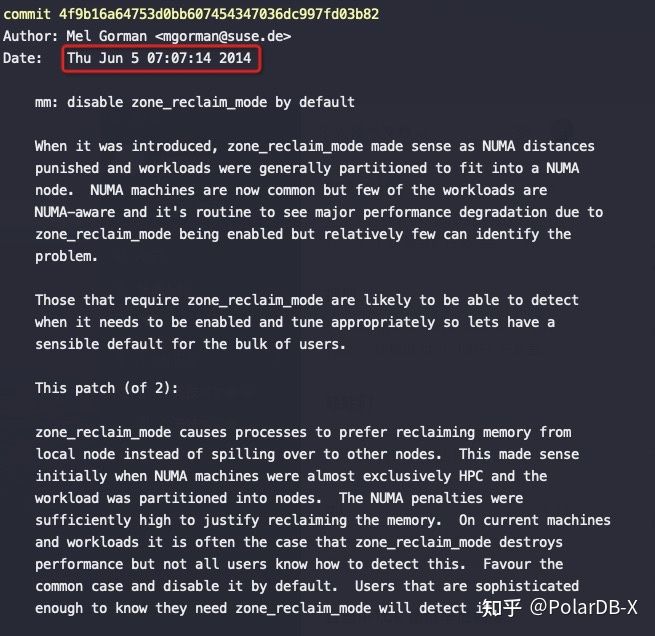 commit 4f9b16a64753d0bb607454347036dc997fd03b82
Author: Mel Gorman <mgorman@suse.de>
Date:   Thu Jun 5 07:07:14 2014
mm: disable zone_reclaim_mode by default
When it was introduced, zone_reclaim_mode made sense as NUMA distances
punished and workloads were generally partitioned to fit into a NUMA
node.  NUMA machines are now common but few of the workloads are
NUMA-aware and it's routine to see major performance degradation due to
zone_reclaim_mode being enabled but relatively few can identify the
problem.
Those that require zone_reclaim_mode are likely to be able to detect
when it needs to be enabled and tune appropriately so lets have a
sensible default for the bulk of users.
This patch (of 2):
zone_reclaim_mode causes processes to prefer reclaiming memory from
local node instead of spilling over to other nodes.  This made sense
initially when NUMA machines were almost exclusively HPC and the
workload was partitioned into nodes.  The NUMA penalties were
sufficiently high to justify reclaiming the memory.  On current machines
and workloads it is often the case that zone_reclaim_mode destroys
performance but not all users know how to detect this.  Favour the
common case and disable it by default.  Users that are sophisticated
enough to know they need zone_reclaim_mode will detect
知乎 @PolarDB-X